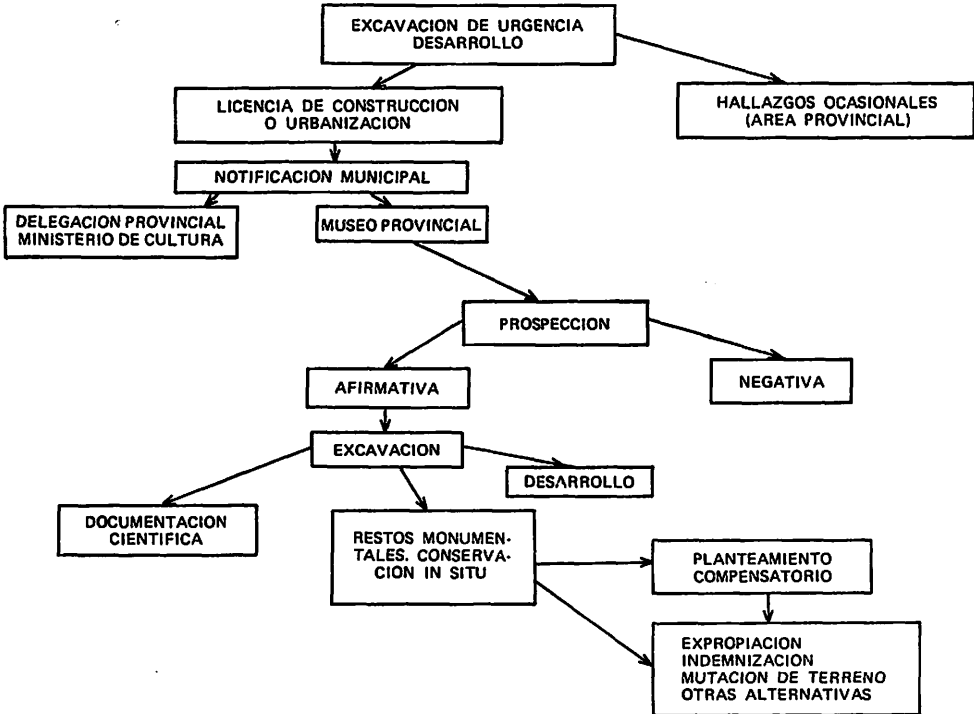 EXCAVACION DE URGENCIA
DESARROLLO
LICENCIA DE CONSTRUCCION
O URBANIZACION
HALLAZGOS OCASIONALES
(AREA PROVINCIAL)
NOTIFICACION MUNICIPAL
DELEGACION PROVINCIAL
MINISTERIO DE CULTURA
MUSEO PROVINCIAL
PROSPECCION
AFIRMATIVA
NEGATIVA
EXCAVACION
DESARROLLO
DOCUMENTACION
CIENTIFICA
RESTOS MONUMEN-
TALES. CONSERVA-
CION IN SITU
PLANTEAMIENTO
COMPENSATORIO
EXPROPIACION
INDEMNIZACION
MUTACION DE TERRENO
OTRAS ALTERNATIVAS